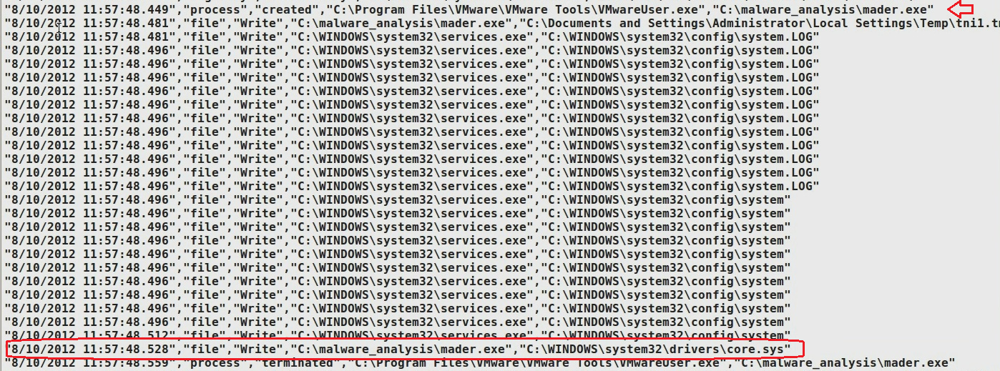 "8/10/2012 11:57:48.449","process","created","C:\Program Files\VMware\VMware Tools\VMwareUser.exe","C:\malware_analysis\mader.exe"
"8/10/2012 11:57:48.481","file","Write","C:\malware_analysis\mader.exe","C:\Documents and Settings\Administrator\Local Settings\Temp\tni1.t
"8/10/2012 11:57:48.481","file","Write","C:\WINDOWS\system32\services.exe","C:\WINDOWS\system32\config\system.LOG"
"8/10/2012 11:57:48.496","file","Write","C:\WINDOWS\system32\services.exe","C:\WINDOWS\system32\config\system.LOG"
"8/10/2012 11:57:48.496","file","Write","C:\WINDOWS\system32\services.exe","C:\WINDOWS\system32\config\system.LOG"
"8/10/2012 11:57:48.496","file","Write","C:\WINDOWS\system32\services.exe","C:\WINDOWS\system32\config\system.LOG"
"8/10/2012 11:57:48.496","file","Write","C:\WINDOWS\system32\services.exe","C:\WINDOWS\system32\config\system.LOG"
"8/10/2012 11:57:48.496","file","Write","C:\WINDOWS\system32\services.exe","C:\WINDOWS\system32\config\system.LOG"
"8/10/2012 11:57:48.496","file","Write","C:\WINDOWS\system32\services.exe","C:\WINDOWS\system32\config\system.LOG"
"8/10/2012 11:57:48.496","file","Write","C:\WINDOWS\system32\services.exe","C:\WINDOWS\system32\config\system.LOG"
"8/10/2012 11:57:48.496","file","Write","C:\WINDOWS\system32\services.exe","C:\WINDOWS\system32\config\system.LOG"
"8/10/2012 11:57:48.496","file","Write","C:\WINDOWS\system32\services.exe","C:\WINDOWS\system32\config\system.LOG"
"8/10/2012 11:57:48.496","file","Write","C:\WINDOWS\system32\services.exe","C:\WINDOWS\system32\config\system.LOG"
"8/10/2012 11:57:48.496","file","Write","C:\WINDOWS\system32\services.exe","C:\WINDOWS\system32\config\system.LOG"
"8/10/2012 11:57:48.496","file","Write","C:\WINDOWS\system32\services.exe","C:\WINDOWS\system32\config\system"
"8/10/2012 11:57:48.496","file","Write","C:\WINDOWS\system32\services.exe","C:\WINDOWS\system32\config\system"
"8/10/2012 11:57:48.496","file","Write","C:\WINDOWS\system32\services.exe","C:\WINDOWS\system32\config\system"
"8/10/2012 11:57:48.496","file","Write","C:\WINDOWS\system32\services.exe","C:\WINDOWS\system32\config\system"
"8/10/2012 11:57:48.496","file","Write","C:\WINDOWS\system32\services.exe","C:\WINDOWS\system32\config\system"
"8/10/2012 11:57:48.496","file","Write","C:\WINDOWS\system32\services.exe","C:\WINDOWS\system32\config\system"
"8/10/2012 11:57:48.496","file","Write","C:\WINDOWS\system32\services.exe","C:\WINDOWS\system32\config\system"
"8/10/2012 11:57:48.496","file","Write","C:\WINDOWS\system32\services.exe","C:\WINDOWS\system32\config\system"
"8/10/2012 11:57:48.496","file","Write","C:\WINDOWS\system32\services.exe","C:\WINDOWS\system32\config\system"
"8/10/2012 11:57:48.496","file","Write","C:\WINDOWS\system32\services.exe","C:\WINDOWS\system32\config\system"
"8/10/2012 11:57:48.512","file","Write","C:\WINDOWS\system32\services.exe","C:\WINDOWS\system32\config\system"
"8/10/2012 11:57:48.528","file","Write","C:\malware_analysis\mader.exe","C:\WINDOWS\system32\drivers\core.sys"
"8/10/2012 11:57:48.559","process","terminated","C:\Program Files\VMware\VMware Tools\VMwareUser.exe","C:\malware_analysis\mader.exe"